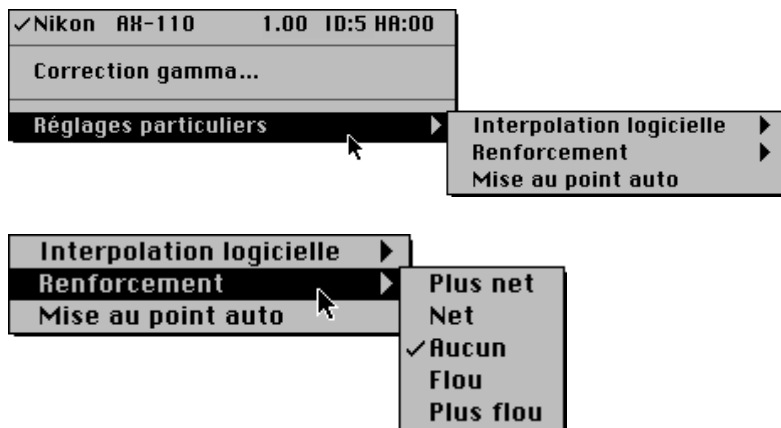 ✓Nikon AX-110 1.00 ID:5 HA:00
Correction gamma...
Réglages particuliers
Interpolation logicielle
Renforcement
Mise au point auto
Interpolation logicielle
Renforcement
Mise au point auto
Plus net
Net
✓Aucun
Flou
Plus flou